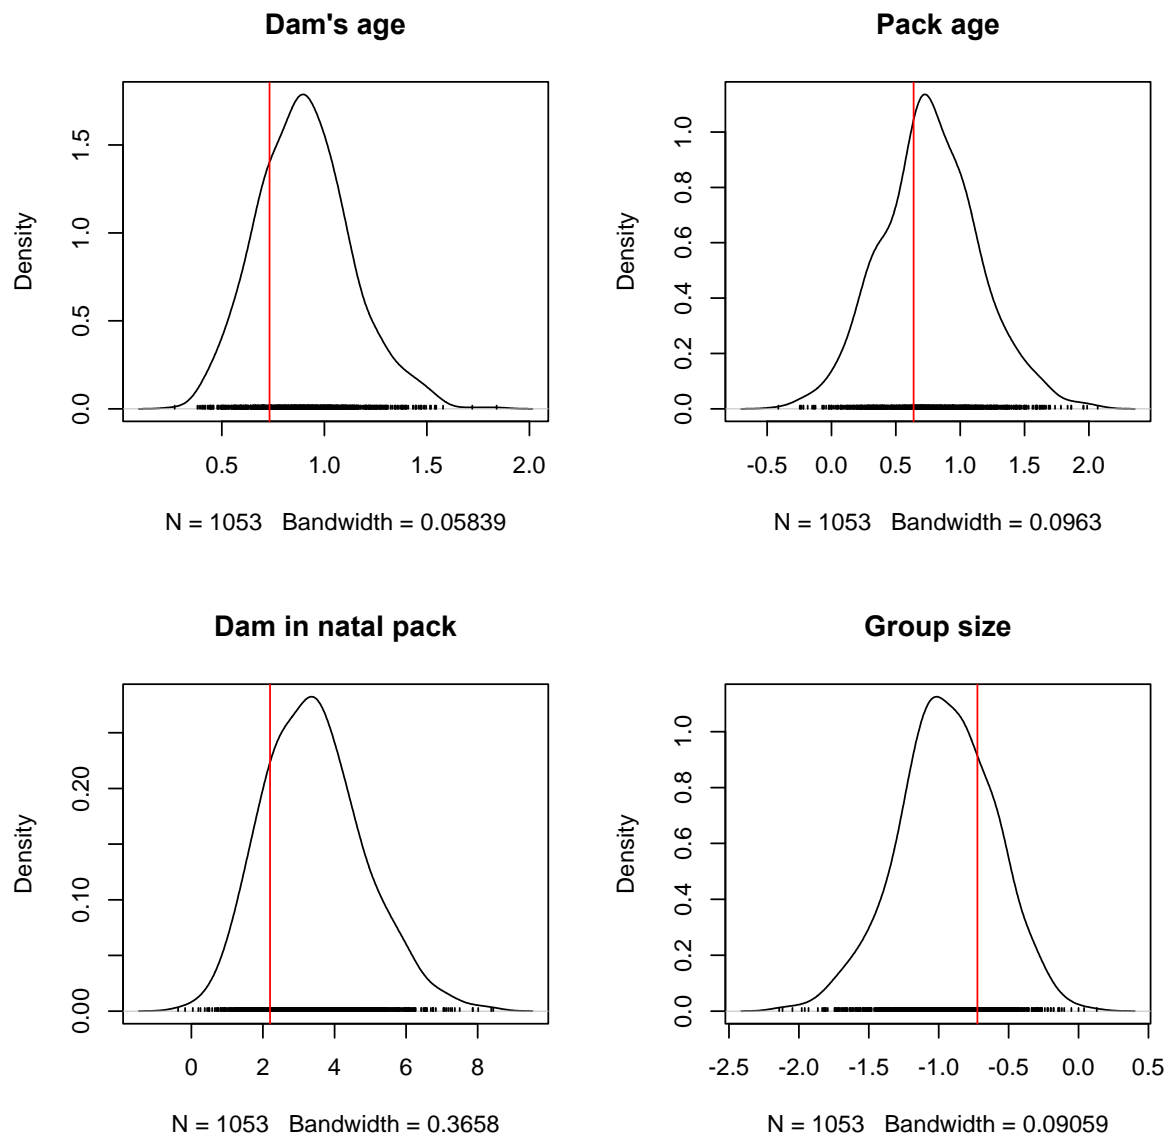 Dam's age
Pack age
Density
0.0 0.5 1.0 1.5
0.5 1.0 1.5 2.0
N = 1053 Bandwidth = 0.05839
Density
0.0 0.2 0.4 0.6 0.8 1.0
-0.5 0.0 0.5 1.0 1.5 2.0
N = 1053 Bandwidth = 0.0963
Dam in natal pack
Group size
Density
0.00 0.10 0.20
0 2 4 6 8
N = 1053 Bandwidth = 0.3658
Density
0.0 0.2 0.4 0.6 0.8 1.0
-2.5 -2.0 -1.5 -1.0 -0.5 0.0 0.5
N = 1053 Bandwidth = 0.09059